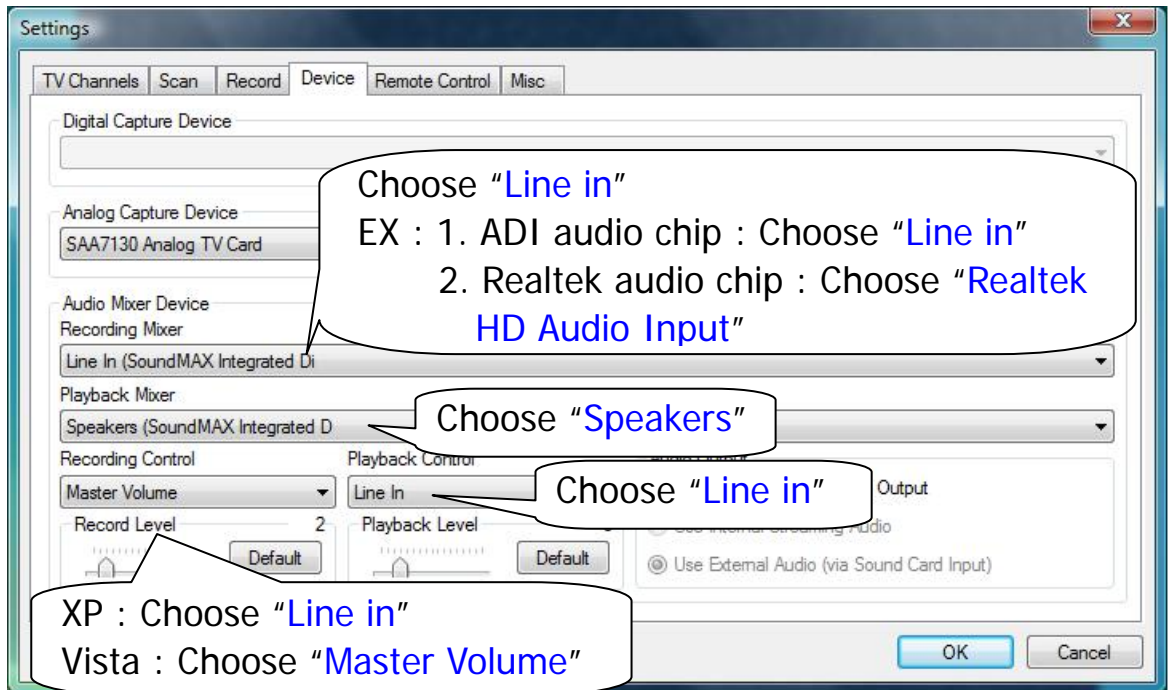 Settings
TV Channels Scan Record Device Remote Control Misc
Digital Capture Device
Choose “Line in”
EX : 1. ADI audio chip : Choose “Line in”
2. Realtek audio chip : Choose “Realtek
HD Audio Input”
Analog Capture Device
SAA7130 Analog TV Card
Audio Mixer Device
Recording Mixer
Line In (SoundMAX Integrated Di
Playback Mixer
Speakers (SoundMAX Integrated D
Choose “Speakers”
Recording Control Playback Control
Master Volume Line In
Choose “Line in”
Output
Record Level 2 Playback Level
Default Default
Use External Audio (via Sound Card Input)
XP : Choose “Line in”
Vista : Choose “Master Volume”
OK Cancel